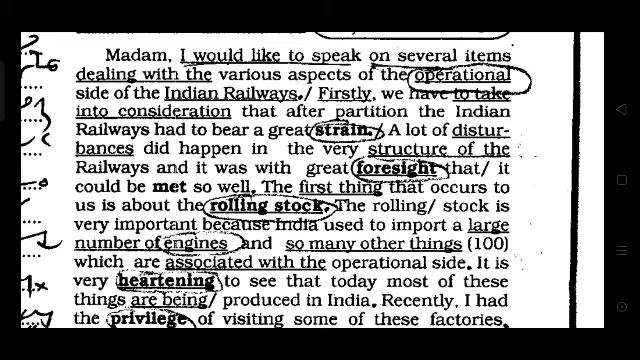 Madam, I would like to speak on several items
dealing with the various aspects of the operational
side of the Indian Railways./ Firstly, we have to take
into consideration that after partition the Indian
Railways had to bear a great strain./ A lot of distur-
bances did happen in the very structure of the
Railways and it was with great foresight that/ it
could be met so well. The first thing that occurs to
us is about the rolling stock. The rolling/ stock is
very important because India used to import a large
number of engines and so many other things (100)
which are associated with the operational side. It is
very heartening to see that today most of these
things are being/ produced in India. Recently, I had
the privilege of visiting some of these factories.